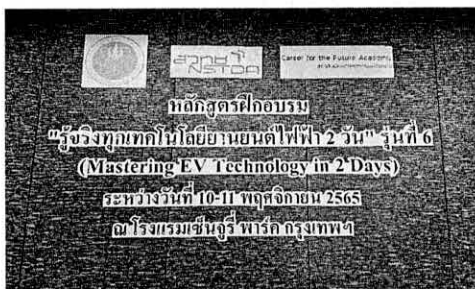 สวทช
NSTDA
Career for the Future Academy
หลักสูตรฝึกอบรม
"รู้จริงทุกเทคโนโลยียานยนต์ไฟฟ้า 2 วัน" รุ่นที่ 6
(Mastering EV Technology in 2 Days)
ระหว่างวันที่ 10-11 พฤศจิกายน 2565
ณ โรงแรมเซ็นจูรี่ พาร์ค กรุงเทพฯ